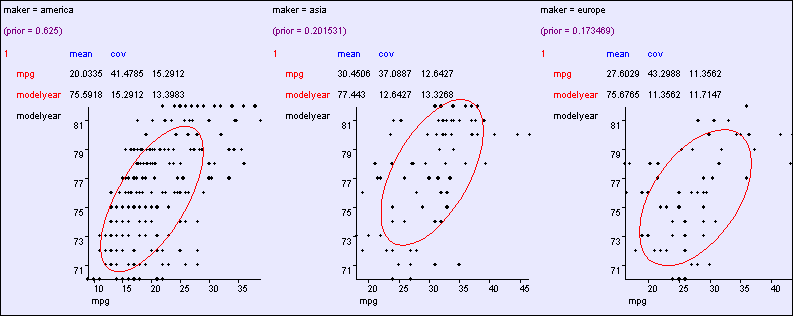 maker = america
(prior = 0.625)
1 mean cov
mpg 20.0335 41.4785 15.2912
modelyear 75.5918 15.2912 13.3983
modelyear
81
79
77
75
73
71
10 15 20 25 30 35
mpg
maker = asia
(prior = 0.201531)
1 mean cov
mpg 30.4506 37.0887 12.6427
modelyear 77.443 12.6427 13.3268
modelyear
81
79
77
75
73
71
20 25 30 35 40 45
mpg
maker = europe
(prior = 0.173469)
1 mean cov
mpg 27.6029 43.2988 11.3562
modelyear 75.6765 11.3562 11.7147
modelyear
81
79
77
75
73
71
20 25 30 35 40
mpg